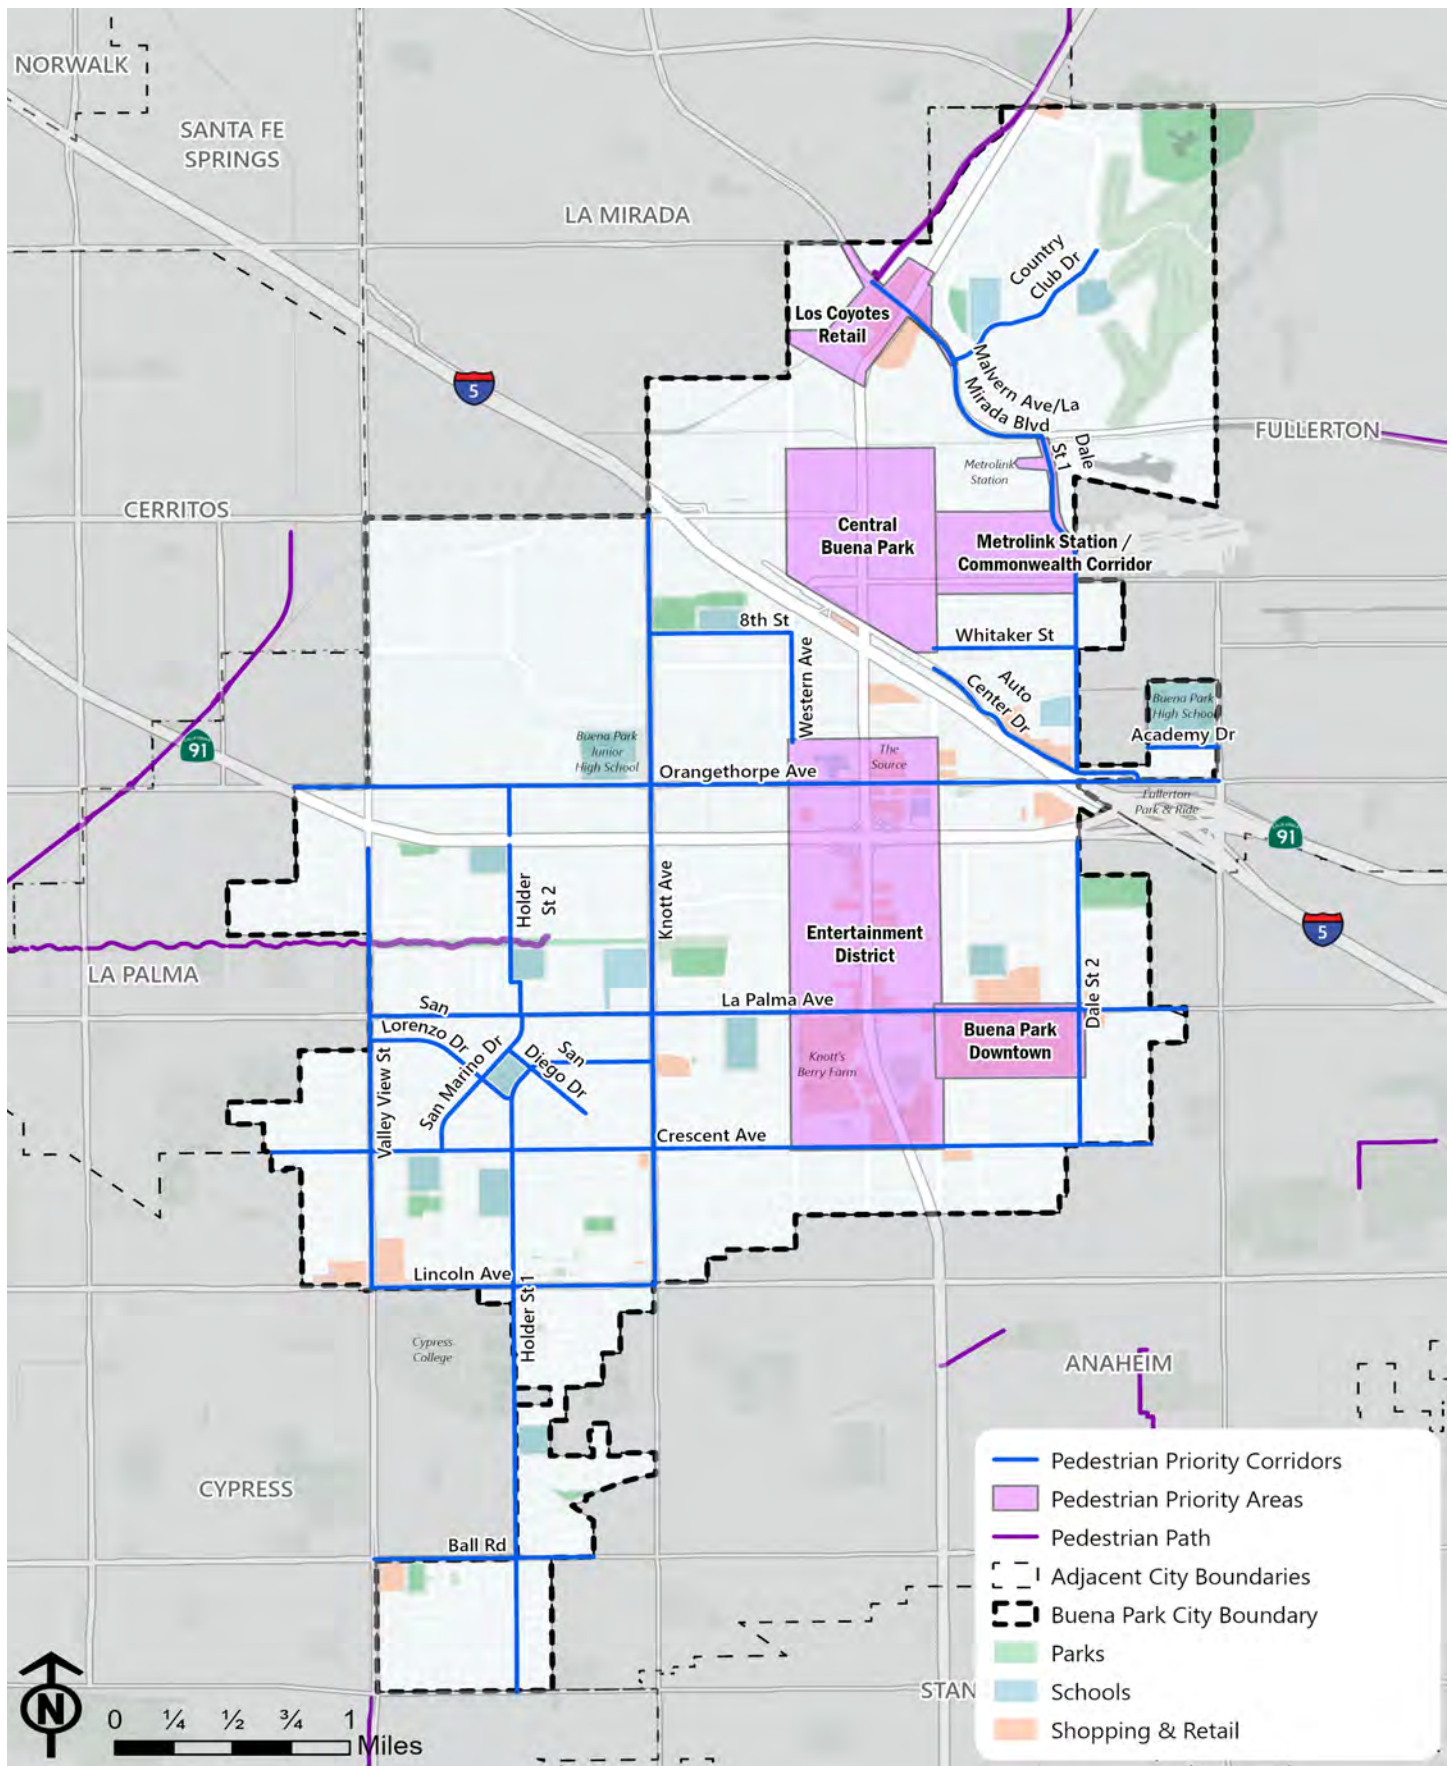 NORWALK
SANTA FE
SPRINGS
LA MIRADA
Country
Club Dr
Los Coyotes
Retail
5
Malvern Ave/La
Mirada Blvd
FULLERTON
Dale
St 1
Metrolink
Station
CERRITOS
Central
Buena Park
Metrolink Station /
Commonwealth Corridor
8th St
Whitaker St
Western Ave
Auto
Center Dr
Buena Park
High School
Academy Dr
91
Buena Park
Junior
High School
The
Source
Orangethorpe Ave
Fullerton
Park & Ride
91
Holder
St 2
Knott Ave
5
Entertainment
District
LA PALMA
Dale St 2
La Palma Ave
San
Lorenzo Dr
Buena Park
Downtown
San
Diego Dr
San Marino Dr
Valley View St
Knott's
Berry Farm
Crescent Ave
Lincoln Ave
Holder St 1
Cypress
College
ANAHEIM
CYPRESS
Ball Rd
STAN
Pedestrian Priority Corridors
Pedestrian Priority Areas
Pedestrian Path
Adjacent City Boundaries
Buena Park City Boundary
Parks
Schools
Shopping & Retail
N
0 ¼ ½ ¾ 1
Miles